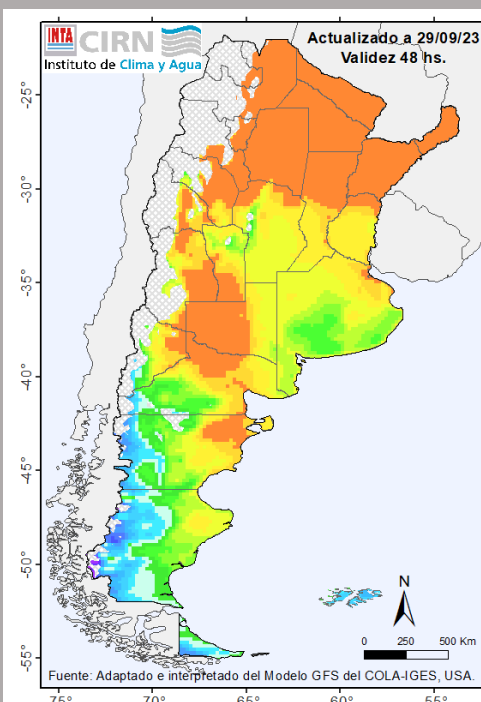 INTA CIRN
Instituto de Clima y Agua
Actualizado a 29/09/23
Validez 48 hs.
-25°
-30°
-35°
-40°
-45°
-50°
-55°
N
0 250 500 Km
Fuente: Adaptado e interpretado del Modelo GFS del COLA-IGES, USA.
75° 70° 65° 60° 55°